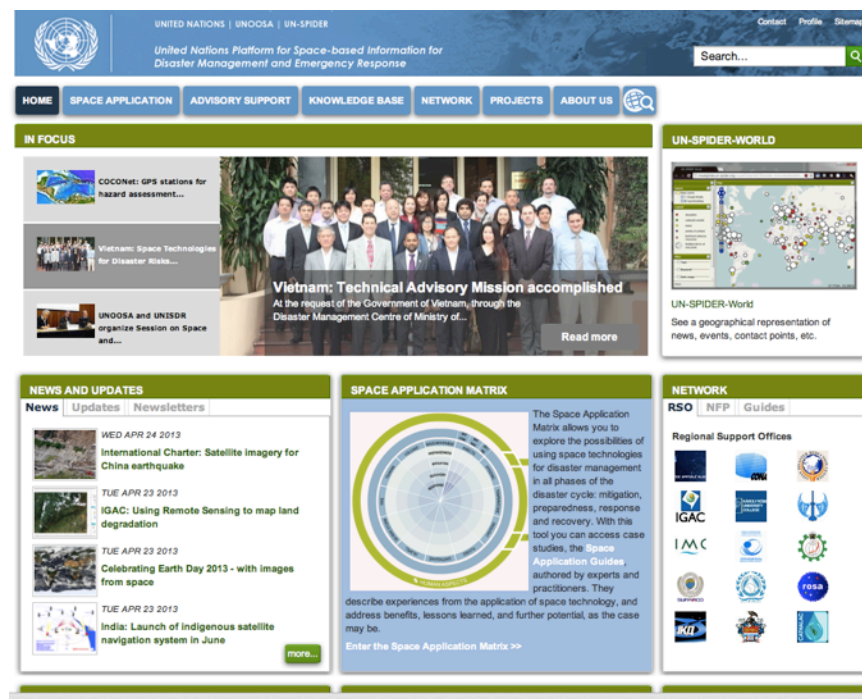 UNITED NATIONS | UNOOSA | UN-SPIDER
Contact Profile Sitemap
United Nations Platform for Space-based Information for
Disaster Management and Emergency Response
Search...
HOME SPACE APPLICATION ADVISORY SUPPORT KNOWLEDGE BASE NETWORK PROJECTS ABOUT US
IN FOCUS
COCONet: GPS stations for
hazard assessment...
Vietnam: Space Technologies
for Disaster Risks...
UNOOSA and UNISDR
organize Session on Space
and...
Vietnam: Technical Advisory Mission accomplished
At the request of the Government of Vietnam, through the
Disaster Management Centre of Ministry of...
Read more
UN-SPIDER-WORLD
UN-SPIDER-World
See a geographical representation of
news, events, contact points, etc.
NEWS AND UPDATES
News Updates Newsletters
WED APR 24 2013
International Charter: Satellite imagery for
China earthquake
TUE APR 23 2013
IGAC: Using Remote Sensing to map land
degradation
TUE APR 23 2013
Celebrating Earth Day 2013 - with images
from space
TUE APR 23 2013
India: Launch of indigenous satellite
navigation system in June
more...
SPACE APPLICATION MATRIX
HUMAN ASPECTS
The Space Application
Matrix allows you to
explore the possibilities of
using space technologies
for disaster management
in all phases of the
disaster cycle: mitigation,
preparedness, response
and recovery. With this
tool you can access case
studies, the Space
Application Guides,
authored by experts and
practitioners. They
describe experiences from the application of space technology, and
address benefits, lessons learned, and further potential, as the case
may be.
Enter the Space Application Matrix >>
NETWORK
RSO NFP Guides
Regional Support Offices
IGAC
IMC
rosa